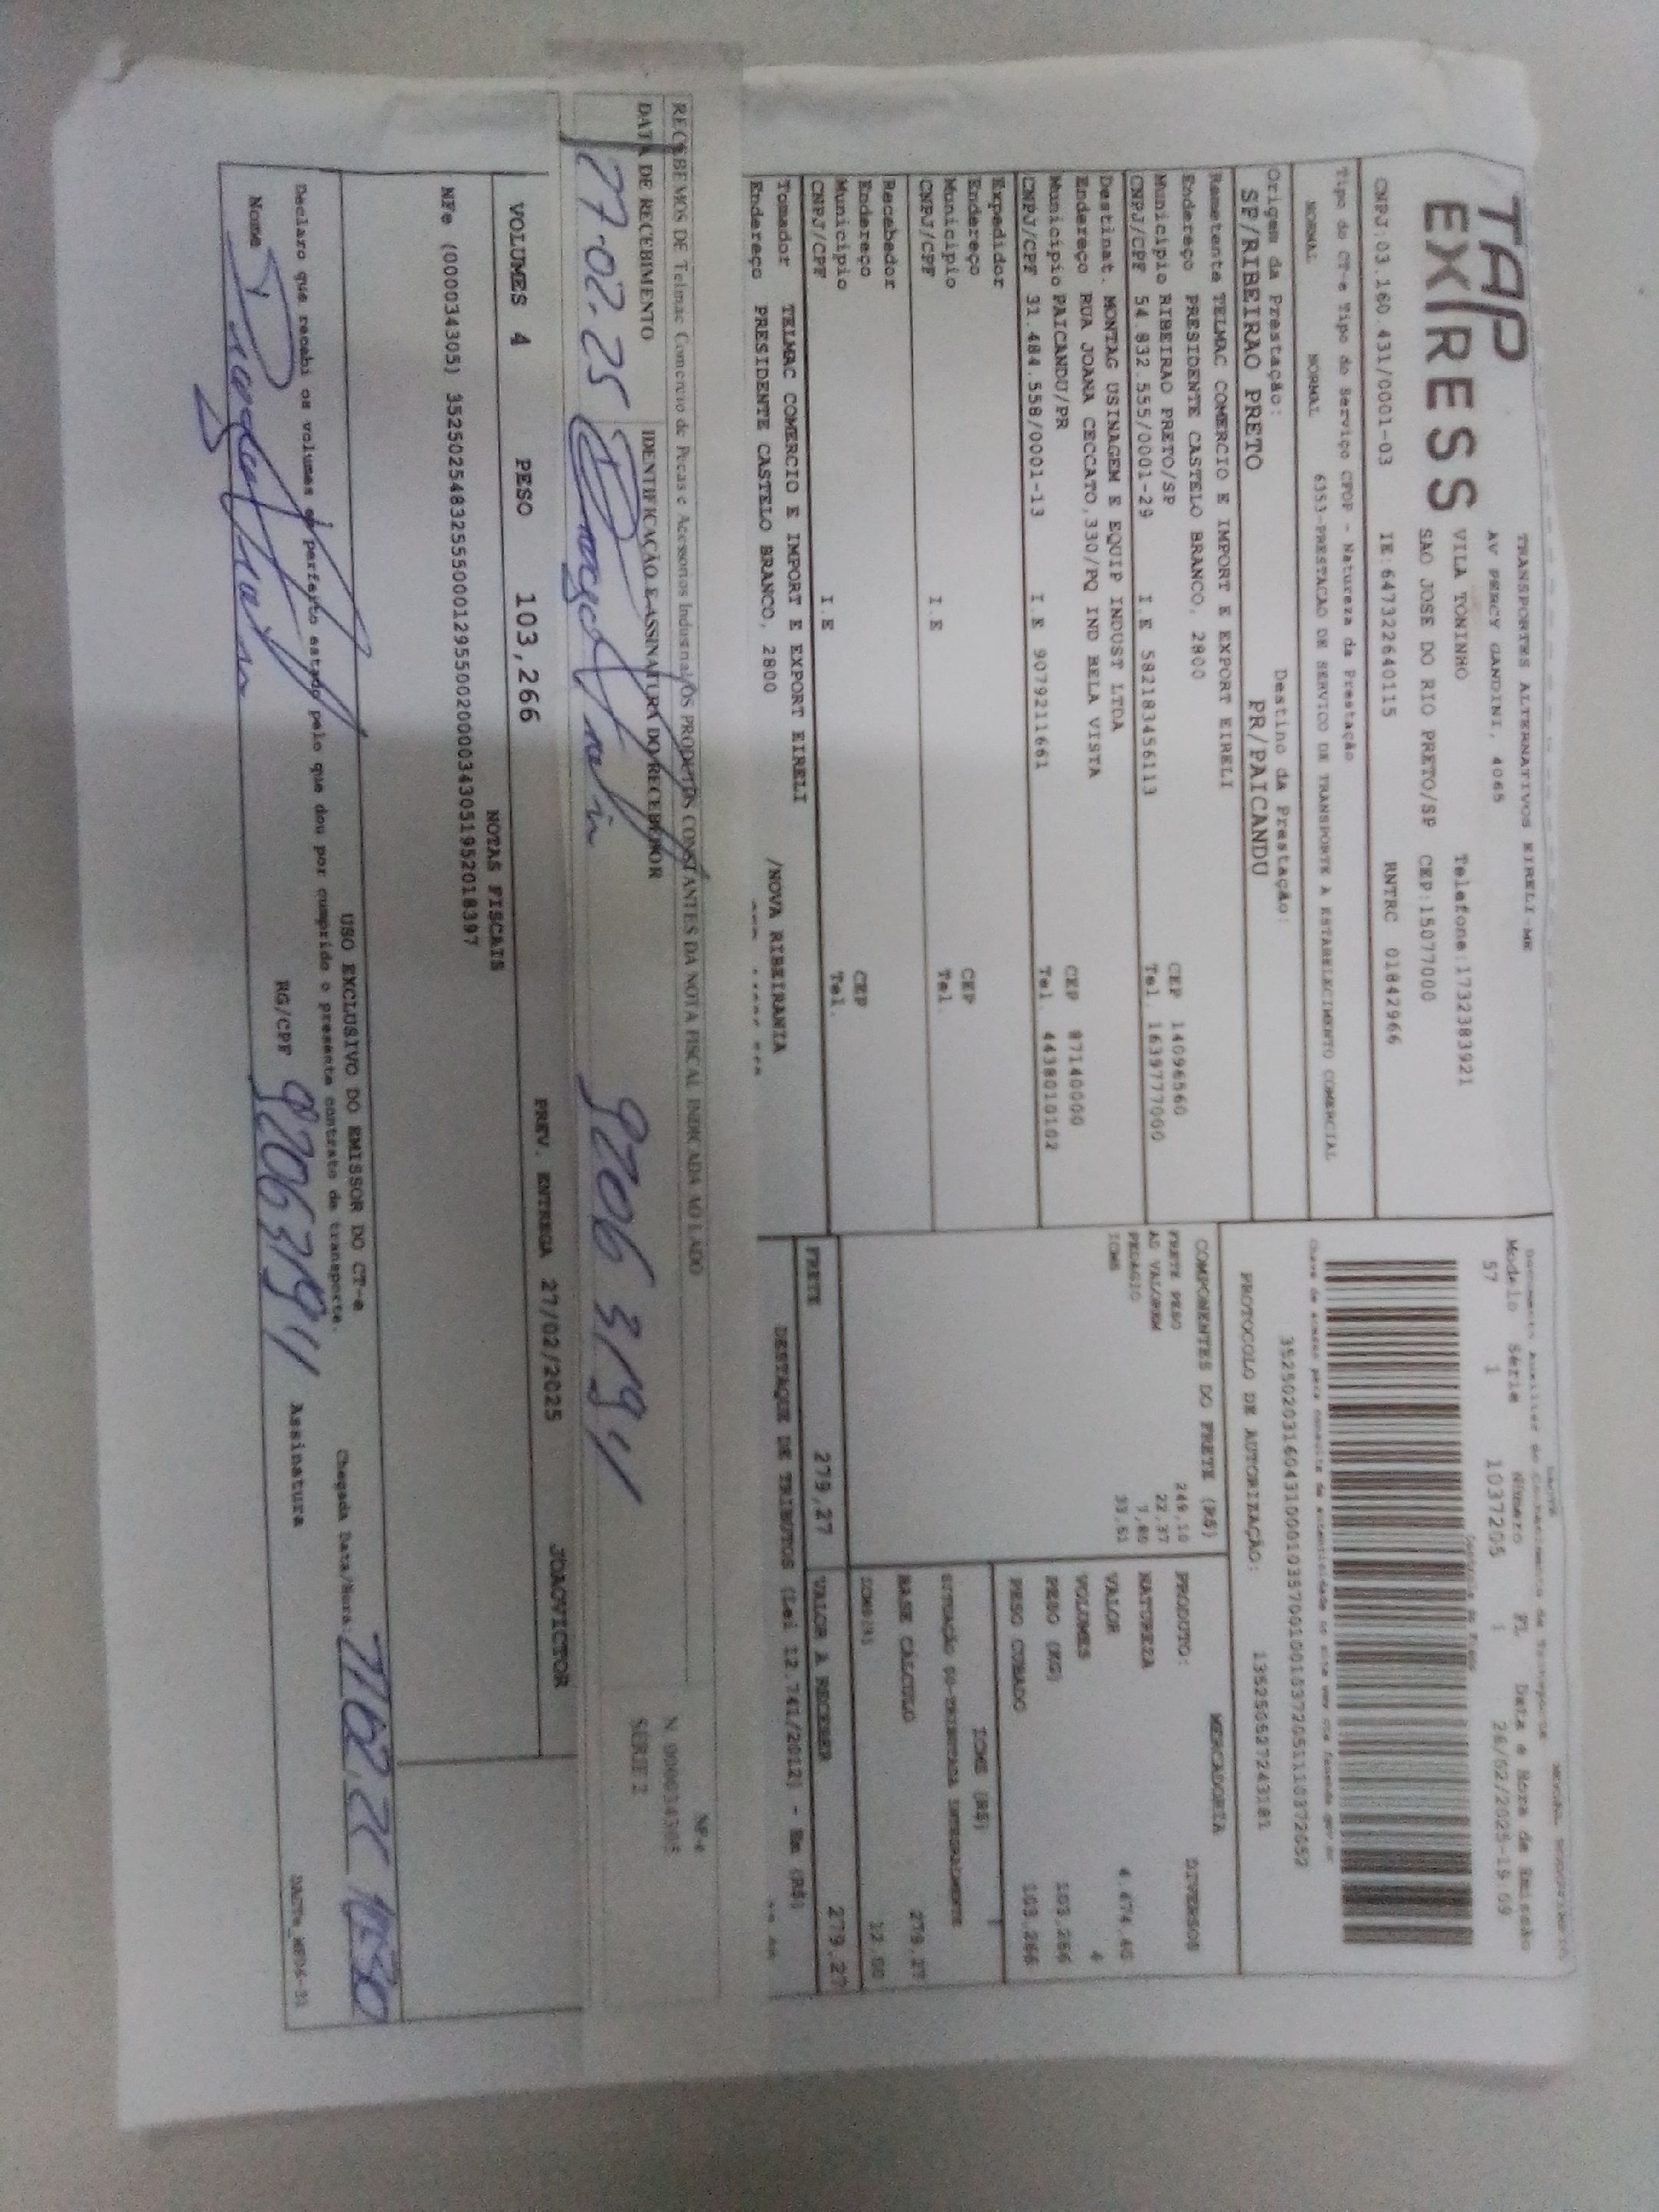 TAP
EXPRESS
TRANSPORTES ALTERNATIVOS EIRELI-ME
AV PERCY GANDINI, 4065
VILA TONINHO
Telefone:1732383921
SAO JOSE DO RIO PRETO/SP CEP:15077000
CNPJ:03.160.431/0001-03 IE:647322640115 RNTRC 01842966
Tipo do CT-e Tipo do Serviço CFOP - Natureza da Prestação
NORMAL NORMAL 6353-PRESTACAO DE SERVICO DE TRANSPORTE A ESTABELECIMENTO COMERCIAL
Origem da Prestação: Destino da Prestação:
SP/RIBEIRAO PRETO PR/PAICANDU
Remetente TELMAC COMERCIO E IMPORT E EXPORT EIRELI
Endereço PRESIDENTE CASTELO BRANCO, 2800 CEP 14096560
Município RIBEIRAO PRETO/SP Tel. 1639777000
CNPJ/CPF 54.832.555/0001-29 I.E 582183456113
Destinat. MONTAG USINAGEM E EQUIP INDUST LTDA
Endereço RUA JOANA CECCATO,330/PQ IND BELA VISTA CEP 87140000
Município PAICANDU/PR Tel. 443801010
CNPJ/CPF 31.484.558/0001-13 I.E 9079211661
Expedidor
Endereço CEP
Município Tel.
CNPJ/CPF I.E
Recebedor
Endereço CEP
Município Tel.
CNPJ/CPF I.E
Tomador TELMAC COMERCIO E IMPORT E EXPORT EIRELI
Endereço PRESIDENTE CASTELO BRANCO, 2800 /NOVA RIBEIRANIA
Documento Auxiliar do Conhecimento de Transporte
Modelo Série Número FL Data e Hora de Emissão
57 1 1037205 1 26/02/2025-19
PROTOCOLO DE AUTORIZAÇÃO:
COMPONENTES DO FRETE (R$)
FRETE PESO 249,10
AD VALOREM 22,37
PEDAGIO 7,80
ICMS 33,51
FRETE 279,27
MERCADORIA
PRODUTO: DIVERSOS
NATUREZA
VALOR 4.474,40
VOLUMES 4
PESO (KG) 103,266
PESO CUBADO 103,266
ICMS (R$)
BASE CALCULO 279,27
12,00
VALOR A RECEBER 279,27
DESTAQUE DE TRIBUTOS (Lei 12.741/2012) - Em (R$)
RECEBEMOS DE Telmac Comercio de Pecas e Acessorios Industriais OS PRODUTOS CONSTANTES DA NOTA FISCAL INDICADA AO LADO
DATA DE RECEBIMENTO IDENTIFICAÇÃO E ASSINATURA DO RECEBEDOR
27.02.25
NF-e
N 000034305
SÉRIE 2
VOLUMES 4 PESO 103,266 PREV. ENTREGA 27/02/2025 JOAOVICTOR
NOTAS FISCAIS
NFe (000034305) 35250254832555000129550020000343051952018397
USO EXCLUSIVO DO EMISSOR DO CT-e
Declaro que recebi os volumes em perfeito estado pelo que dou por cumprido o presente contrato de transporte.
Chegada Data/Hora
Nome RG/CPF Assinatura